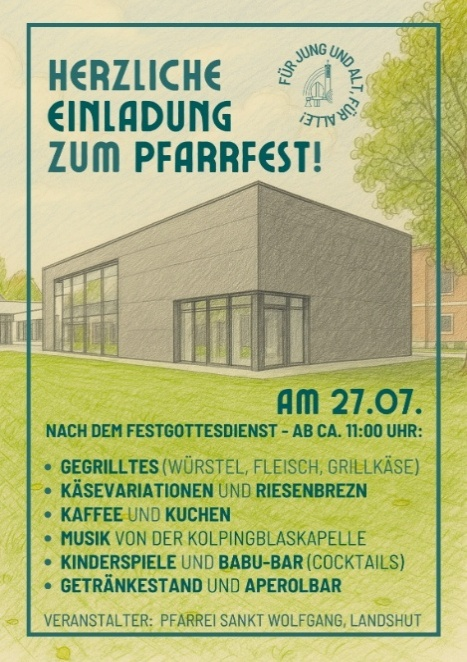 HERZLICHE
EINLADUNG
ZUM PFARRFEST!
FÜR JUNG UND ALT, FÜR ALLE!
AM 27.07.
NACH DEM FESTGOTTESDIENST - AB CA. 11:00 UHR:
• GEGRILLTES (WÜRSTEL, FLEISCH, GRILLKÄSE)
• KÄSEVARIATIONEN UND RIESENBREZN
• KAFFEE UND KUCHEN
• MUSIK VON DER KOLPINGBLASKAPELLE
• KINDERSPIELE UND BABU-BAR (COCKTAILS)
• GETRÄNKESTAND UND APEROLBAR
VERANSTALTER: PFARREI SANKT WOLFGANG, LANDSHUT